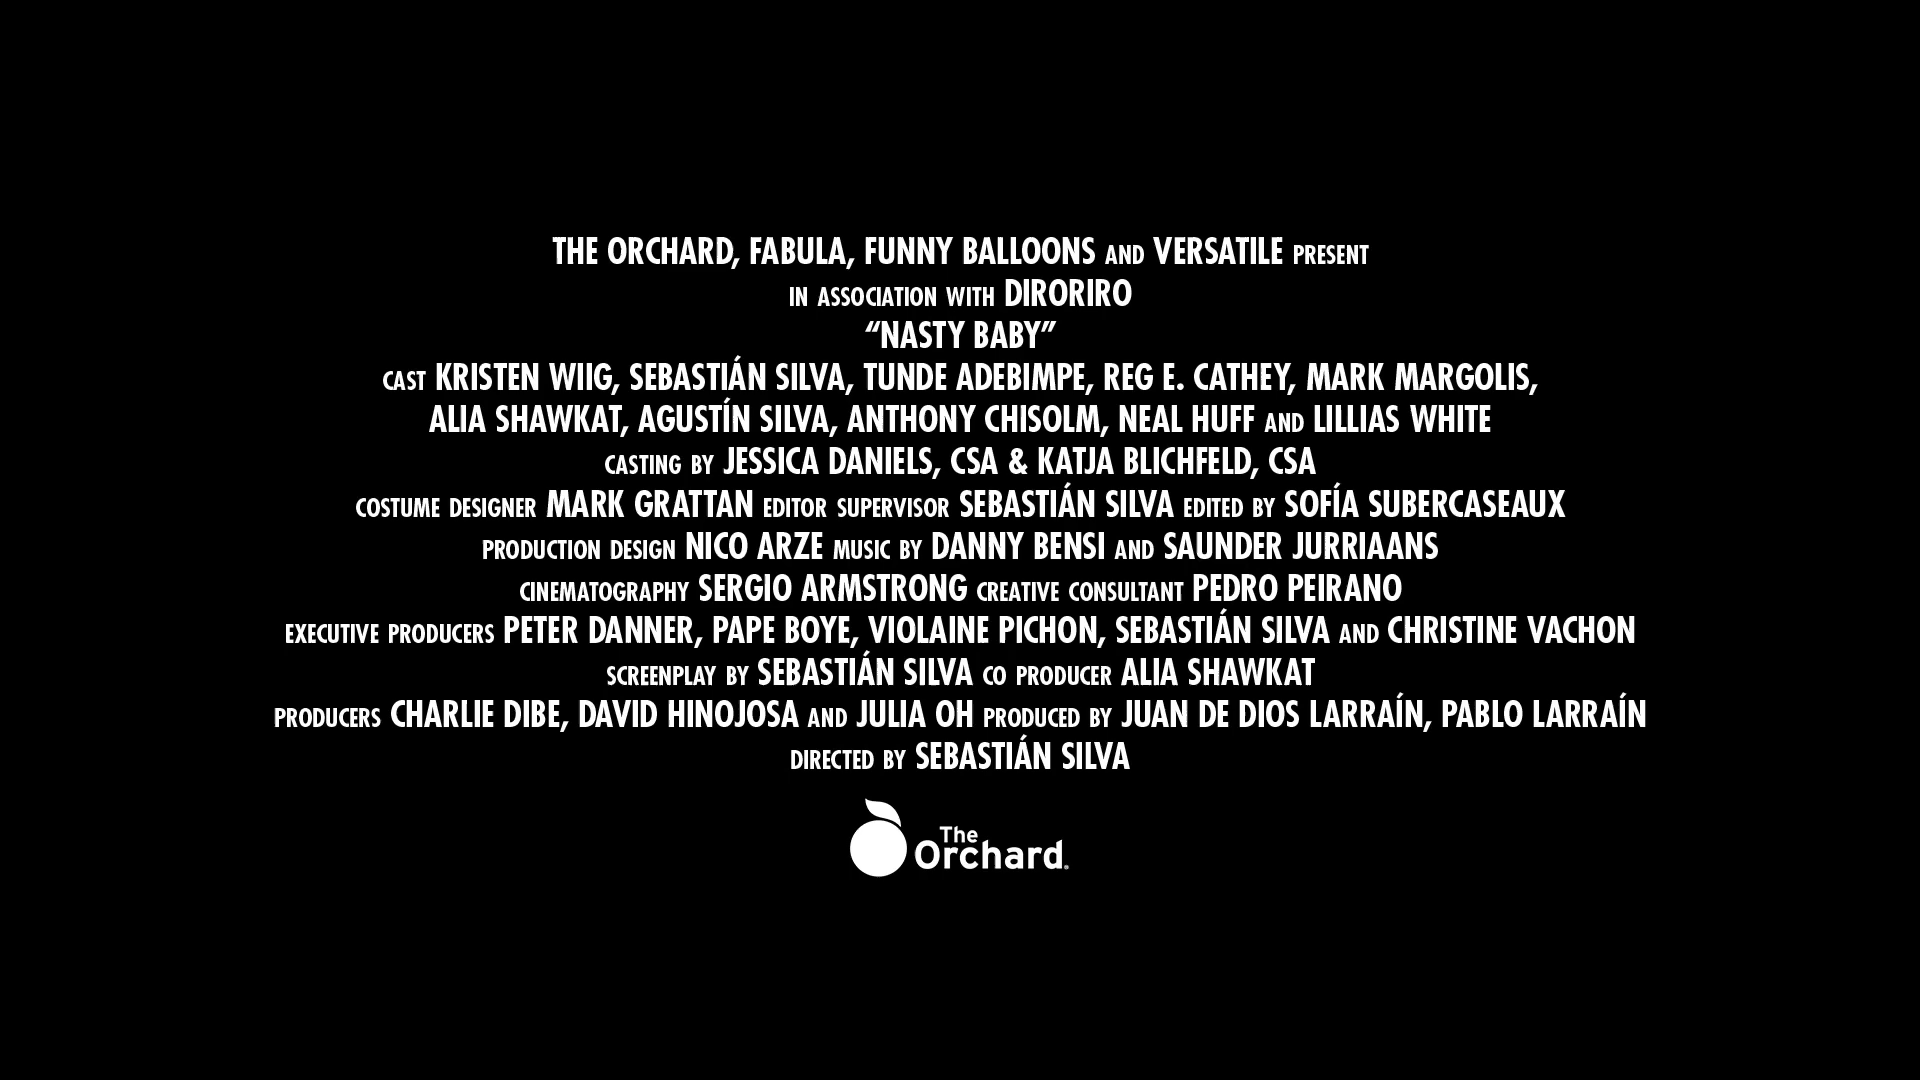 THE ORCHARD, FABULA, FUNNY BALLOONS AND VERSATILE PRESENT
IN ASSOCIATION WITH DIRORIRO
“NASTY BABY”
CAST KRISTEN WIIG, SEBASTIÁN SILVA, TUNDE ADEBIMPE, REG E. CATHEY, MARK MARGOLIS,
ALIA SHAWKAT, AGUSTÍN SILVA, ANTHONY CHISOLM, NEAL HUFF AND LILLIAS WHITE
CASTING BY JESSICA DANIELS, CSA & KATJA BLICHFELD, CSA
COSTUME DESIGNER MARK GRATTAN EDITOR SUPERVISOR SEBASTIÁN SILVA EDITED BY SOFÍA SUBERCASEAUX
PRODUCTION DESIGN NICO ARZE MUSIC BY DANNY BENSI AND SAUNDER JURRIAANS
CINEMATOGRAPHY SERGIO ARMSTRONG CREATIVE CONSULTANT PEDRO PEIRANO
EXECUTIVE PRODUCERS PETER DANNER, PAPE BOYE, VIOLAINE PICHON, SEBASTIÁN SILVA AND CHRISTINE VACHON
SCREENPLAY BY SEBASTIÁN SILVA CO PRODUCER ALIA SHAWKAT
PRODUCERS CHARLIE DIBE, DAVID HINOJOSA AND JULIA OH PRODUCED BY JUAN DE DIOS LARRAÍN, PABLO LARRAÍN
DIRECTED BY SEBASTIÁN SILVA
The
Orchard®